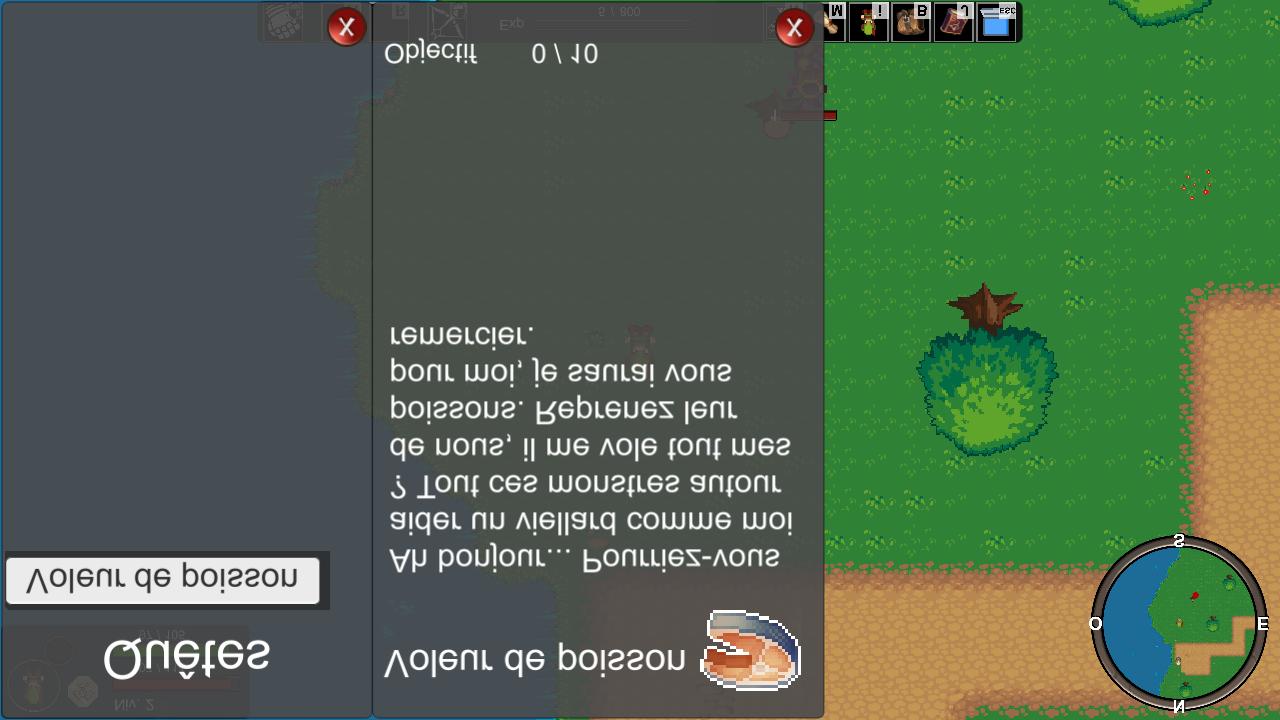 Quêtes
Voleur de poisson
Voleur de poisson
Ah bonjour... Pourriez-vous
aider un viellard comme moi
? Tout ces monstres autour
de nous, il me vole tout mes
poissons. Reprenez leur
pour moi, je saurai vous
remercier.
Objectif 0 / 10
X
X
Niv. 2
Exp 5 / 800
R
M
I
B
J
ESC
N
O
E
S